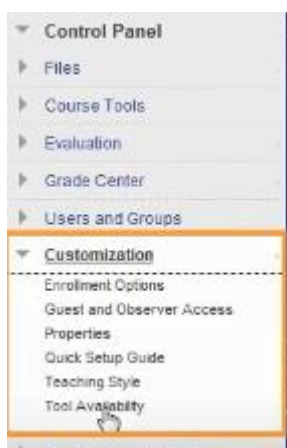 Control Panel
Files
Course Tools
Evaluation
Grade Center
Users and Groups
Customization
Enrollment Options
Guest and Observer Access
Properties
Quick Setup Guide
Teaching Style
Tool Availability